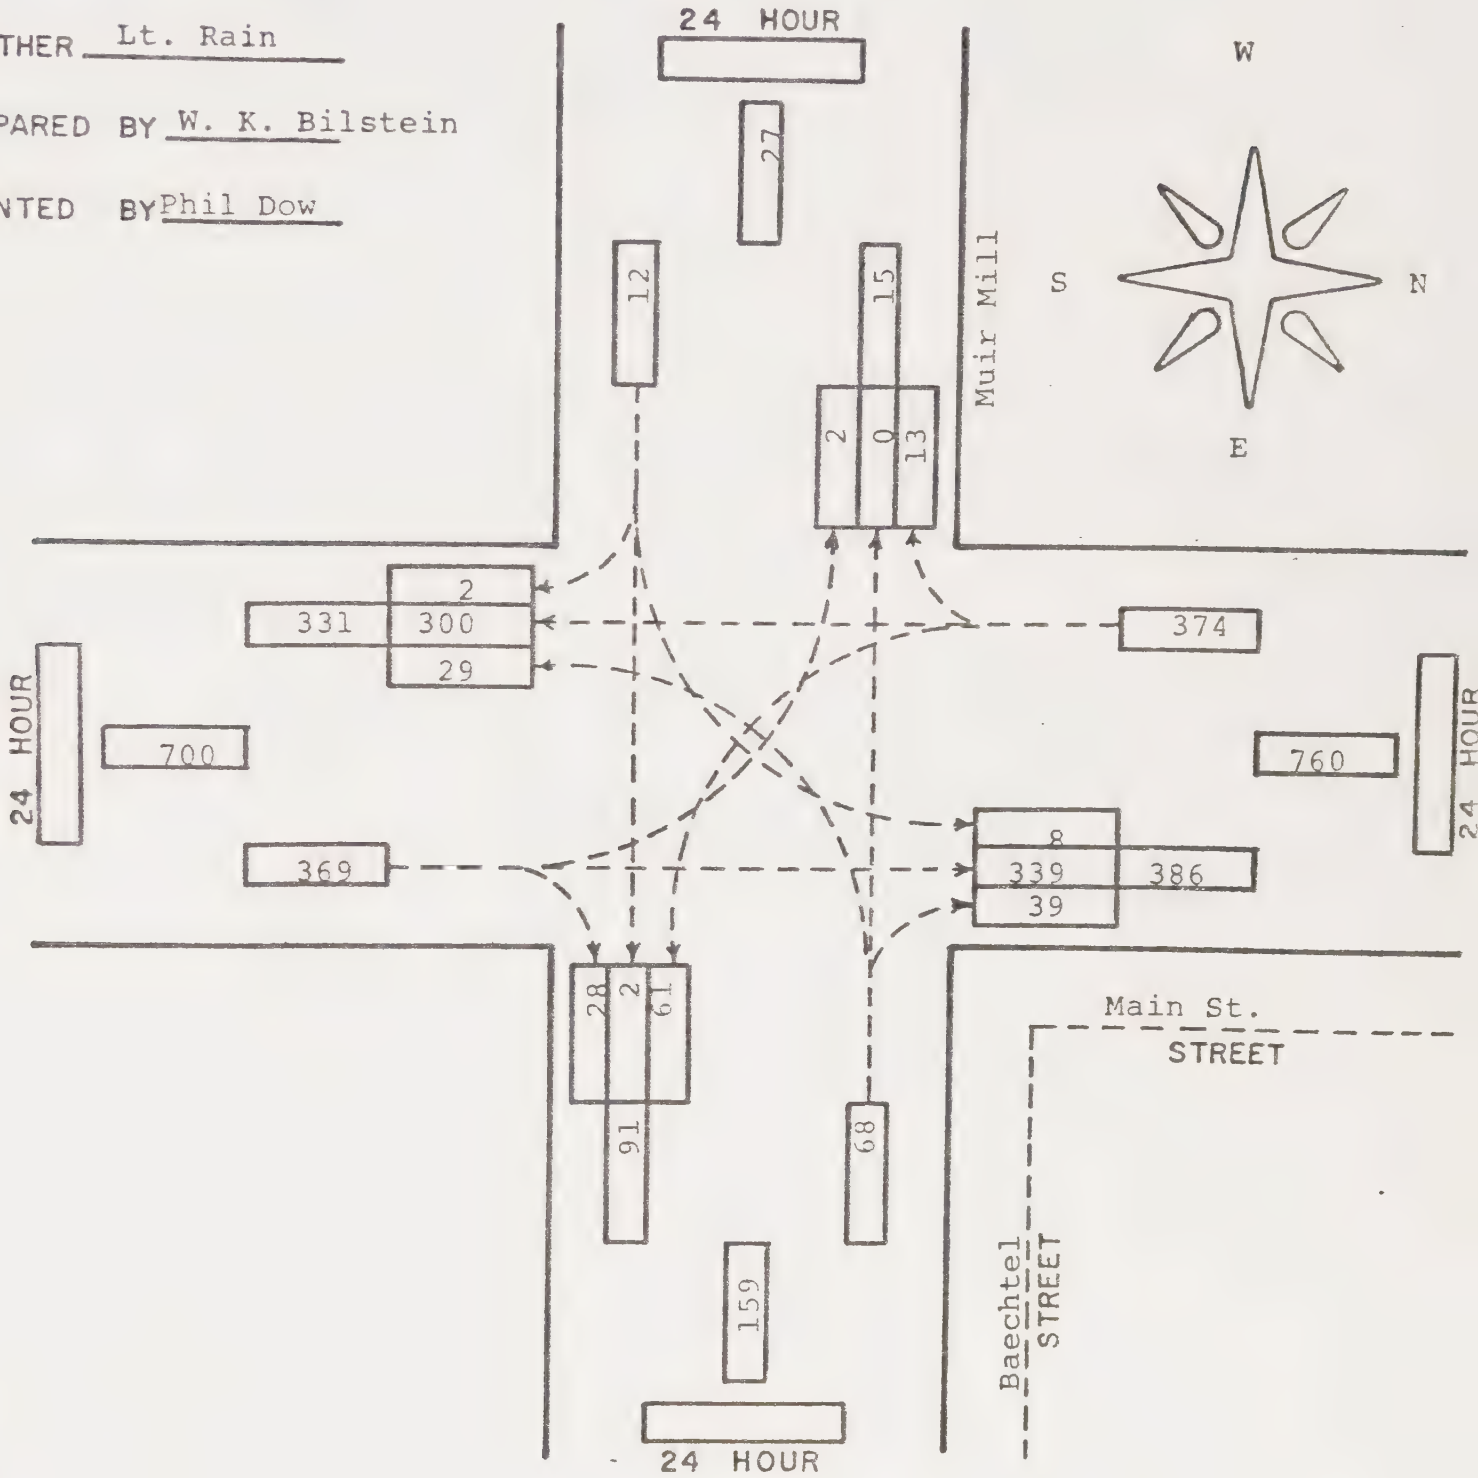 THER Lt. Rain
PARED BY W. K. Bilstein
NTED BY Phil Dow
24 HOUR
27
12
15
2 0 13
Muir Mill
W
S N
E
2
331 300
29
374
24 HOUR
700
760
24 HOUR
369
8
339 386
39
28 2 61
91
68
Main St.
STREET
Baechtel
STREET
159
24 HOUR